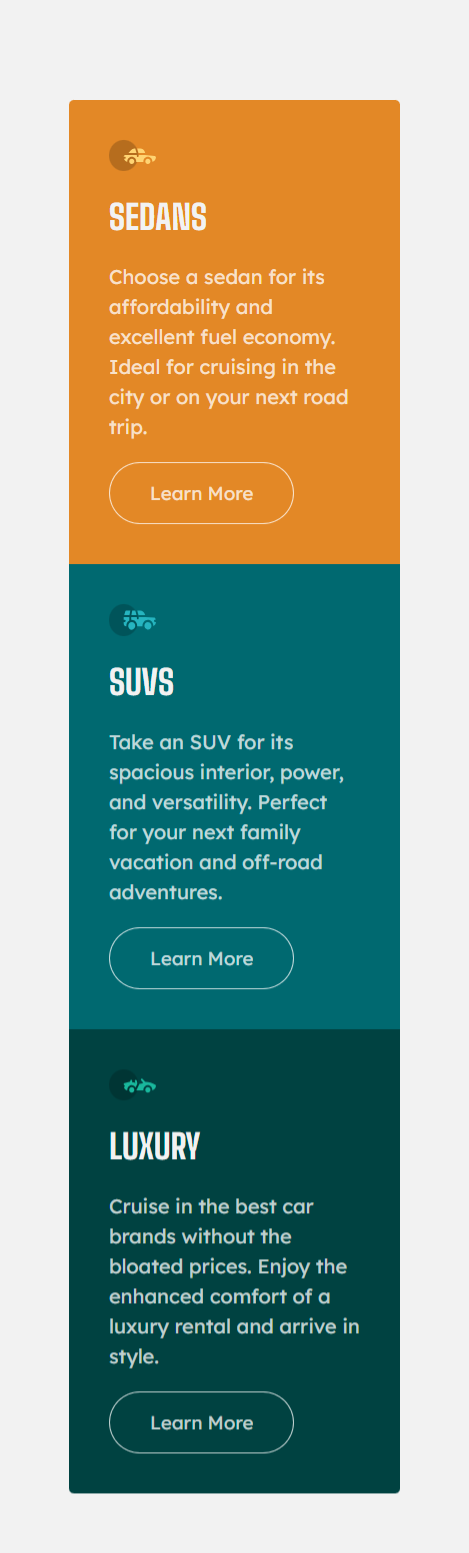 SEDANS
Choose a sedan for its
affordability and
excellent fuel economy.
Ideal for cruising in the
city or on your next road
trip.
Learn More
SUVS
Take an SUV for its
spacious interior, power,
and versatility. Perfect
for your next family
vacation and off-road
adventures.
Learn More
LUXURY
Cruise in the best car
brands without the
bloated prices. Enjoy the
enhanced comfort of a
luxury rental and arrive in
style.
Learn More